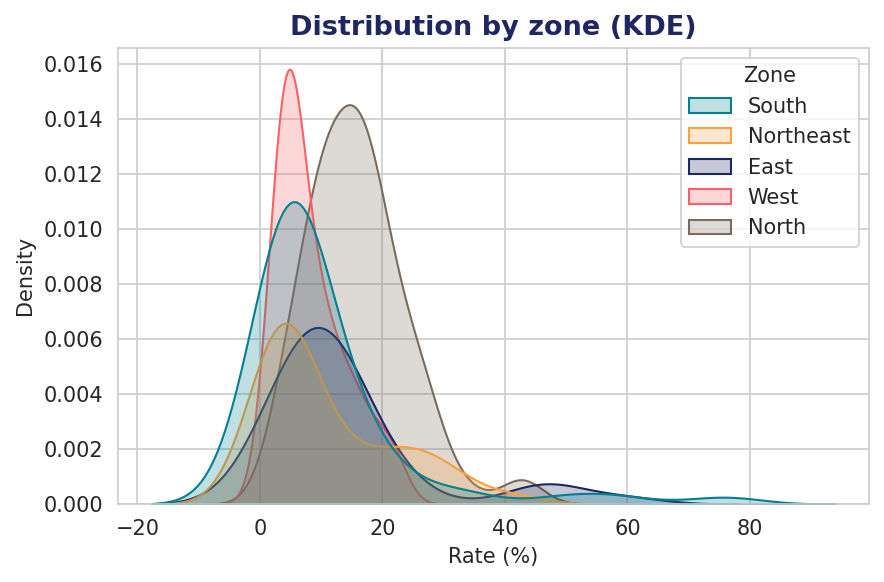 Distribution by zone (KDE)
0.016
0.014
0.012
0.010
0.008
0.006
0.004
0.002
0.000
Density
Zone
South
Northeast
East
West
North
−20 0 20 40 60 80
Rate (%)